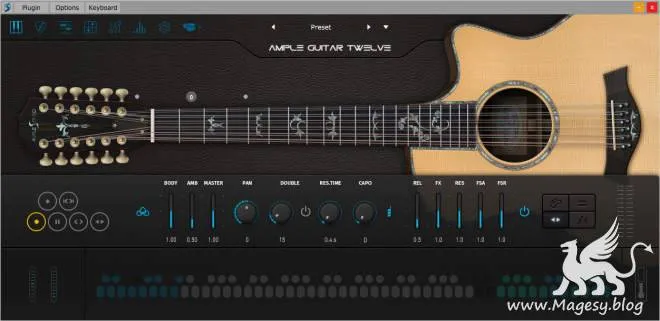 Plugin Options Keyboard
Preset
AMPLE GUITAR TWELVE
0
BODY AMB MASTER PAN DOUBLE RES.TIME CAPO REL FX RES FSA FSR
1.00 0.50 1.00 0 15 0.4 s 0 0.5 1.0 1.0 1.0 1.0
www.Magesy.blog